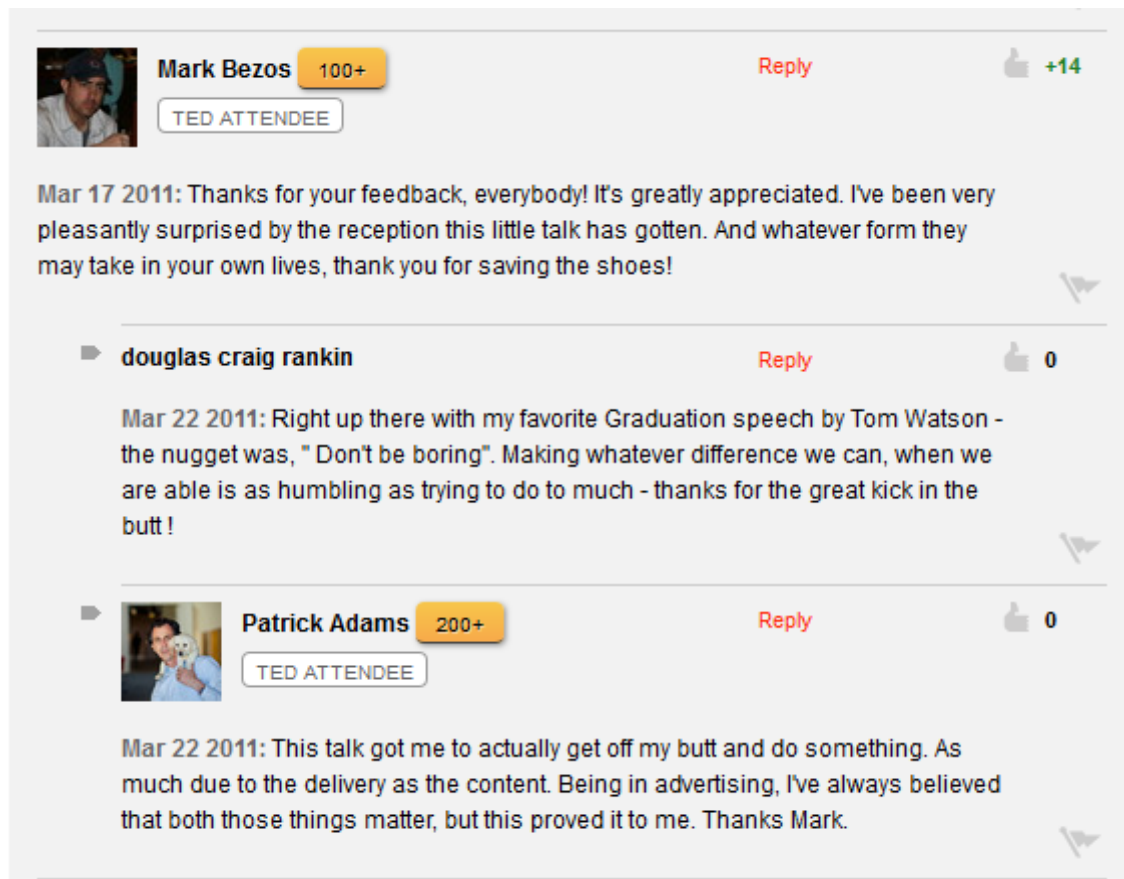 Mark Bezos 100+ Reply +14
TED ATTENDEE
Mar 17 2011: Thanks for your feedback, everybody! It's greatly appreciated. I've been very
pleasantly surprised by the reception this little talk has gotten. And whatever form they
may take in your own lives, thank you for saving the shoes!
douglas craig rankin Reply 0
Mar 22 2011: Right up there with my favorite Graduation speech by Tom Watson -
the nugget was, " Don't be boring". Making whatever difference we can, when we
are able is as humbling as trying to do to much - thanks for the great kick in the
butt !
Patrick Adams 200+ Reply 0
TED ATTENDEE
Mar 22 2011: This talk got me to actually get off my butt and do something. As
much due to the delivery as the content. Being in advertising, I've always believed
that both those things matter, but this proved it to me. Thanks Mark.